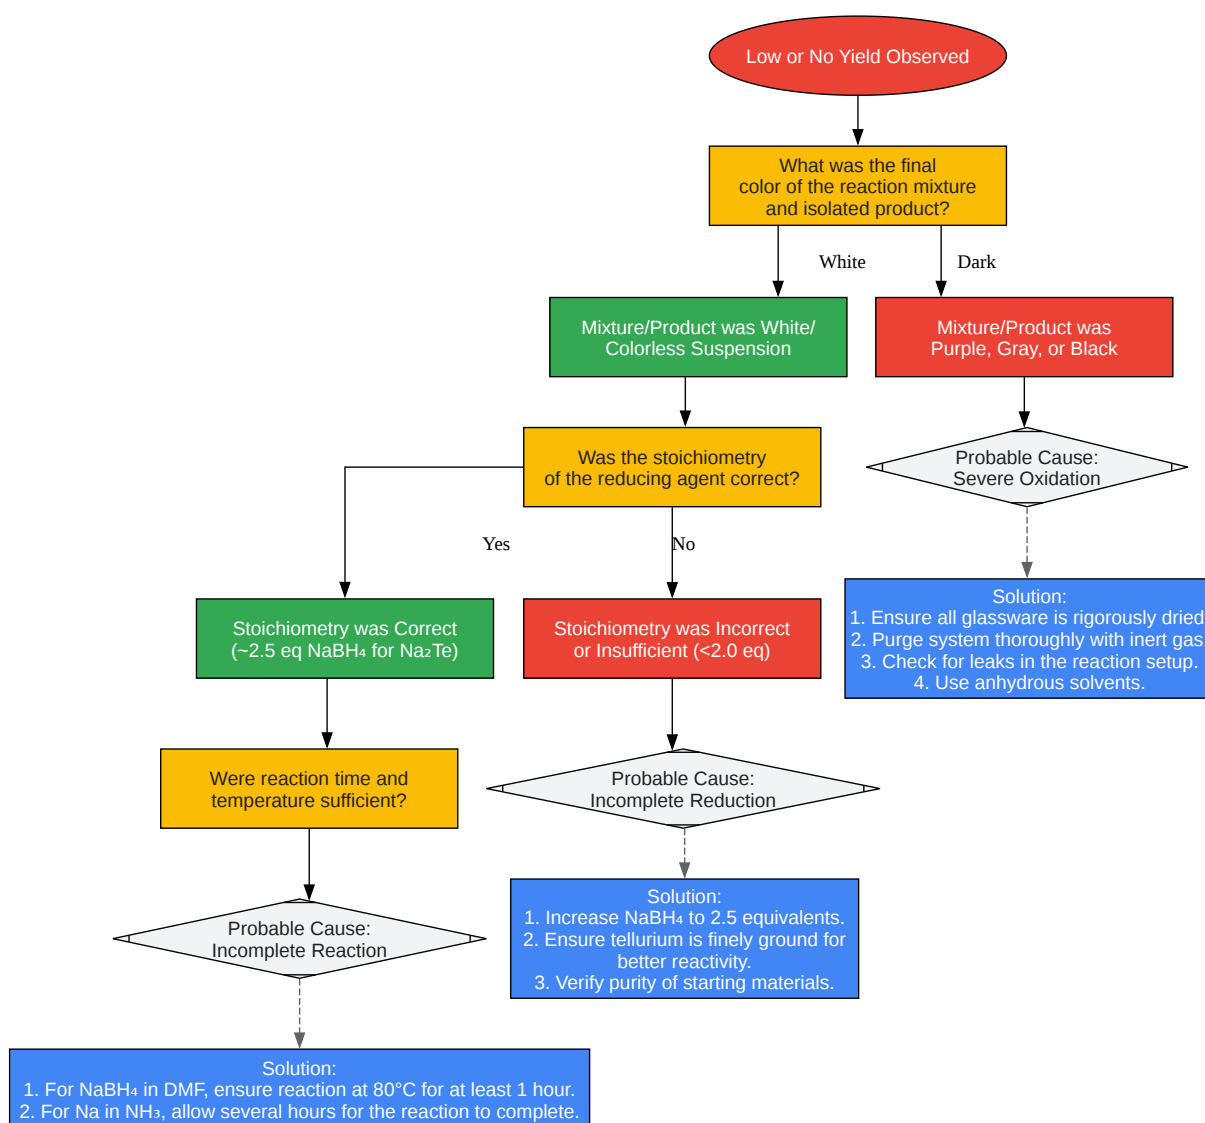 Low or No Yield Observed
What was the final
color of the reaction mixture
and isolated product?
White
Dark
Mixture/Product was White/
Colorless Suspension
Mixture/Product was
Purple, Gray, or Black
Was the stoichiometry
of the reducing agent correct?
Probable Cause:
Severe Oxidation
Yes
No
Solution:
1. Ensure all glassware is rigorously dried
2. Purge system thoroughly with inert gas
3. Check for leaks in the reaction setup.
4. Use anhydrous solvents.
Stoichiometry was Correct
(~2.5 eq NaBH₄ for Na₂Te)
Stoichiometry was Incorrect
or Insufficient (<2.0 eq)
Were reaction time and
temperature sufficient?
Probable Cause:
Incomplete Reduction
Probable Cause:
Incomplete Reaction
Solution:
1. Increase NaBH₄ to 2.5 equivalents.
2. Ensure tellurium is finely ground for
better reactivity.
3. Verify purity of starting materials.
Solution:
1. For NaBH₄ in DMF, ensure reaction at 80°C for at least 1 hour.
2. For Na in NH₃, allow several hours for the reaction to complete.